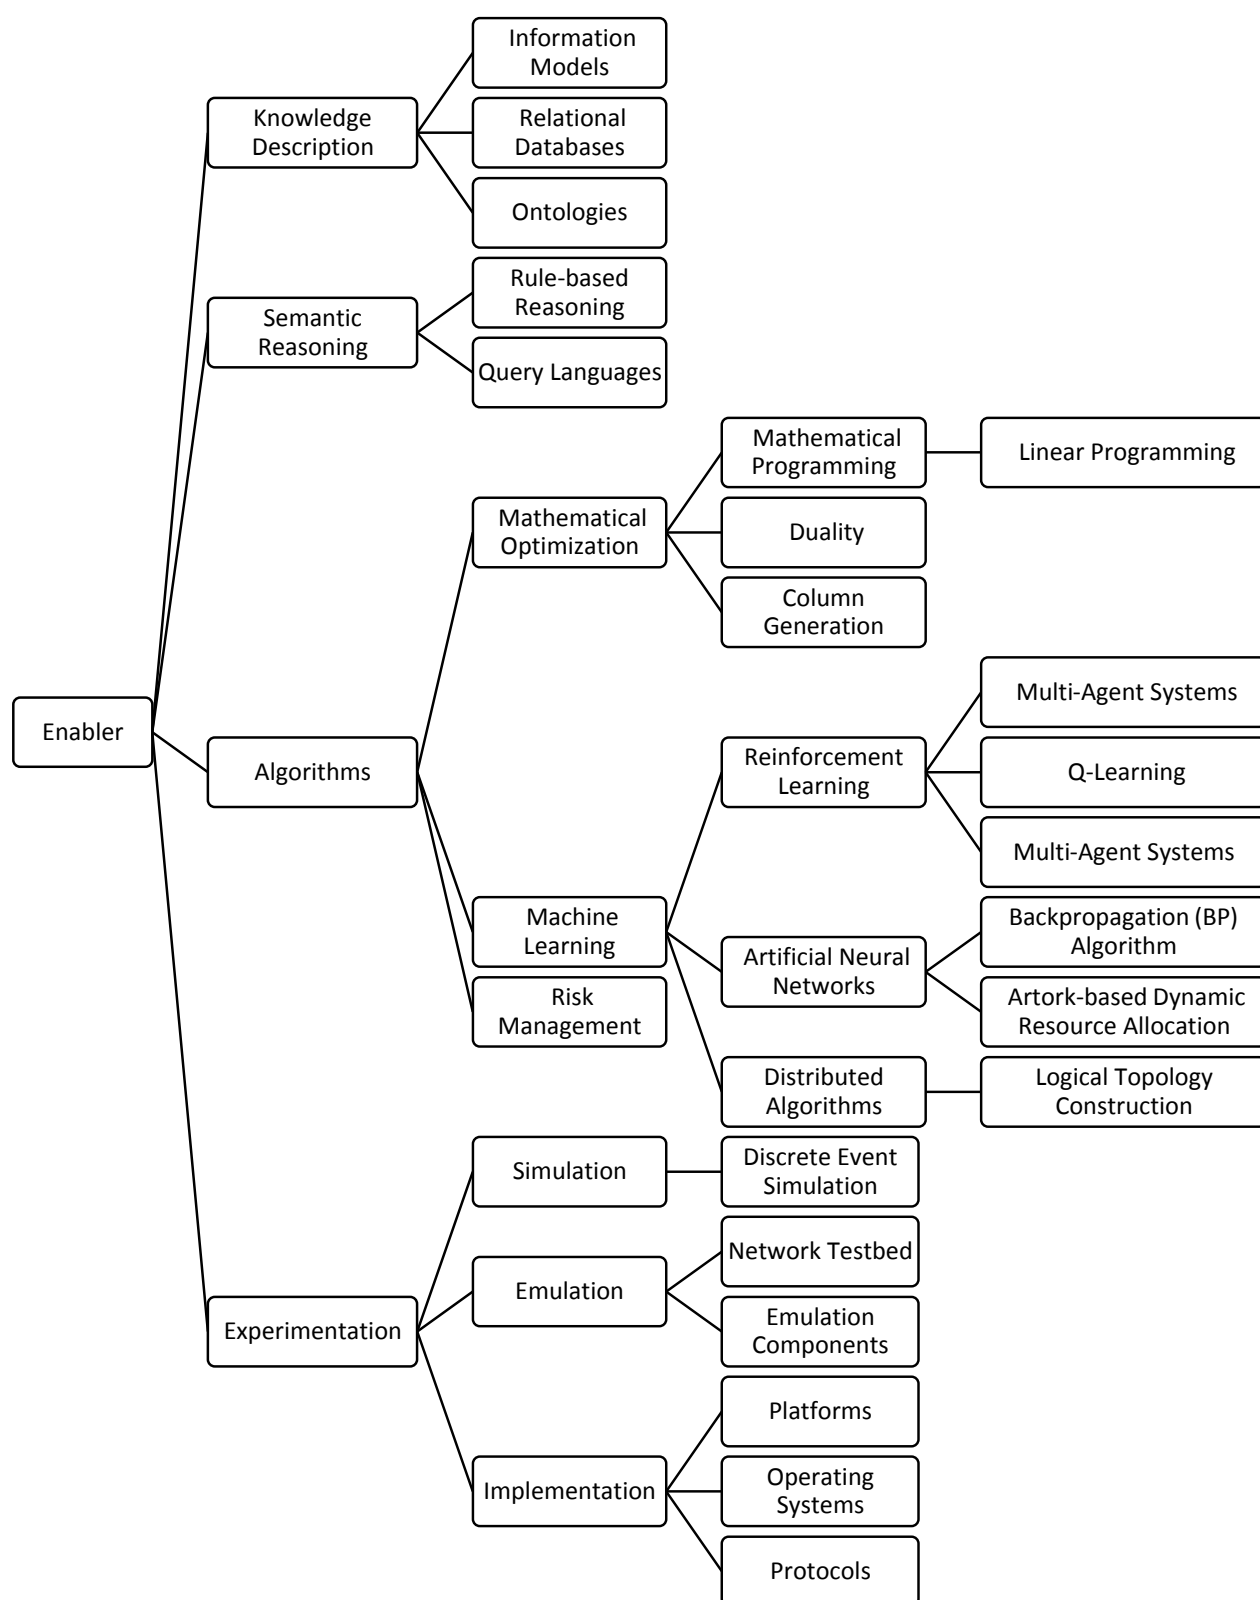 Information
Models
Knowledge
Description
Relational
Databases
Ontologies
Rule-based
Reasoning
Semantic
Reasoning
Query Languages
Mathematical
Programming
Linear Programming
Mathematical
Optimization
Duality
Column
Generation
Enabler
Algorithms
Multi-Agent Systems
Reinforcement
Learning
Q-Learning
Multi-Agent Systems
Machine
Learning
Artificial Neural
Networks
Backpropagation (BP)
Algorithm
Risk
Management
Artork-based Dynamic
Resource Allocation
Distributed
Algorithms
Logical Topology
Construction
Simulation
Discrete Event
Simulation
Network Testbed
Emulation
Emulation
Components
Experimentation
Platforms
Implementation
Operating
Systems
Protocols